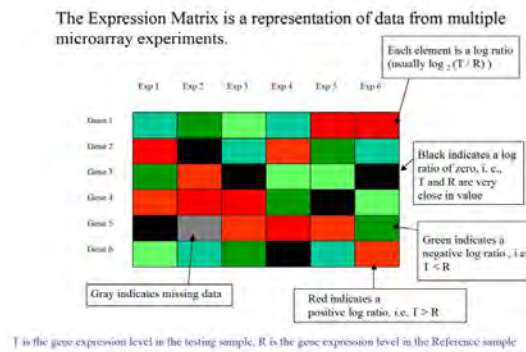 The Expression Matrix is a representation of data from multiple
microarray experiments.
Each element is a log ratio
(usually log 2 (T / R) )
Exp 1 Exp 2 Exp 3 Exp 4 Exp 5 Exp 6
Gene 1
Gene 2
Gene 3
Gene 4
Gene 5
Gene 6
Black indicates a log
ratio of zero, i. e.,
T and R are very
close in value
Green indicates a
negative log ratio , i.e
T < R
Gray indicates missing data
Red indicates a
positive log ratio, i.e. T > R
T is the gene expression level in the testing sample, R is the gene expression level in the Reference sample